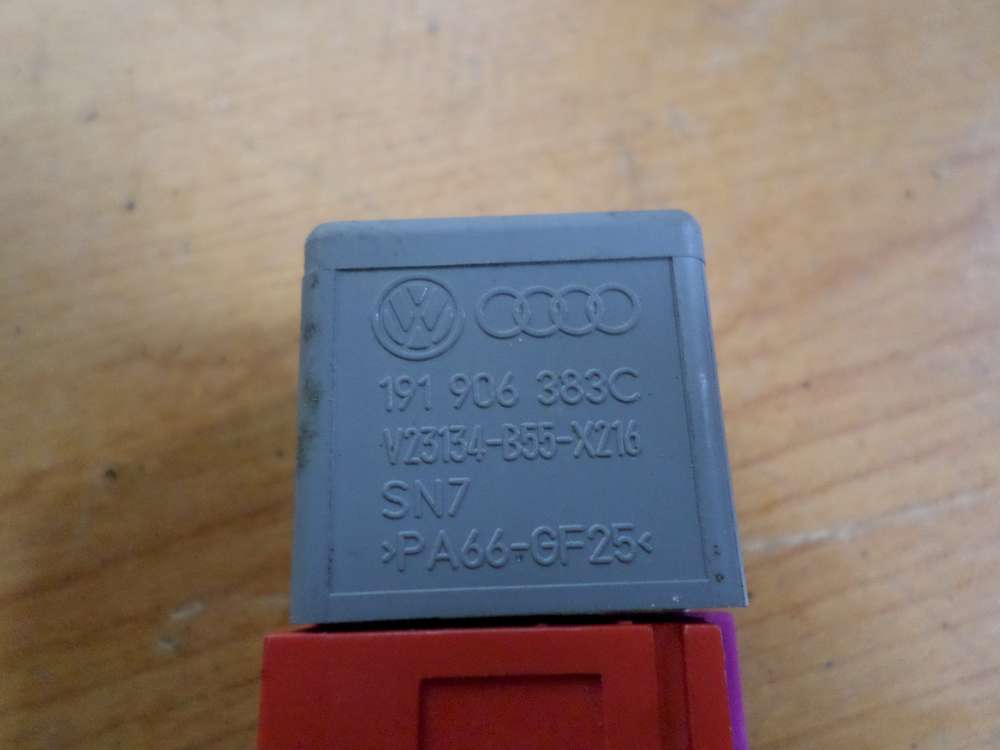 191 906 383C
V23134-B55-X216
SN7
>PA66-GF25<